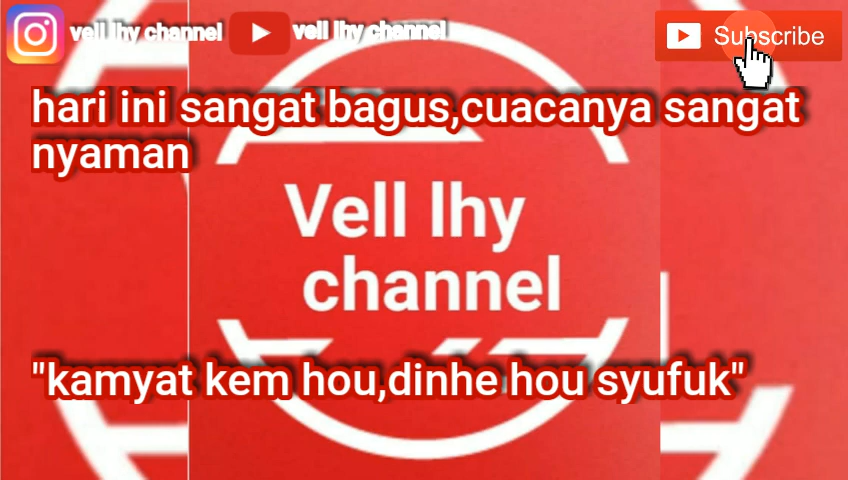 vell lhy channel vell lhy channel Subscribe
hari ini sangat bagus,cuacanya sangat
nyaman
Vell lhy
channel
"kamyat kem hou,dinhe hou syufuk"